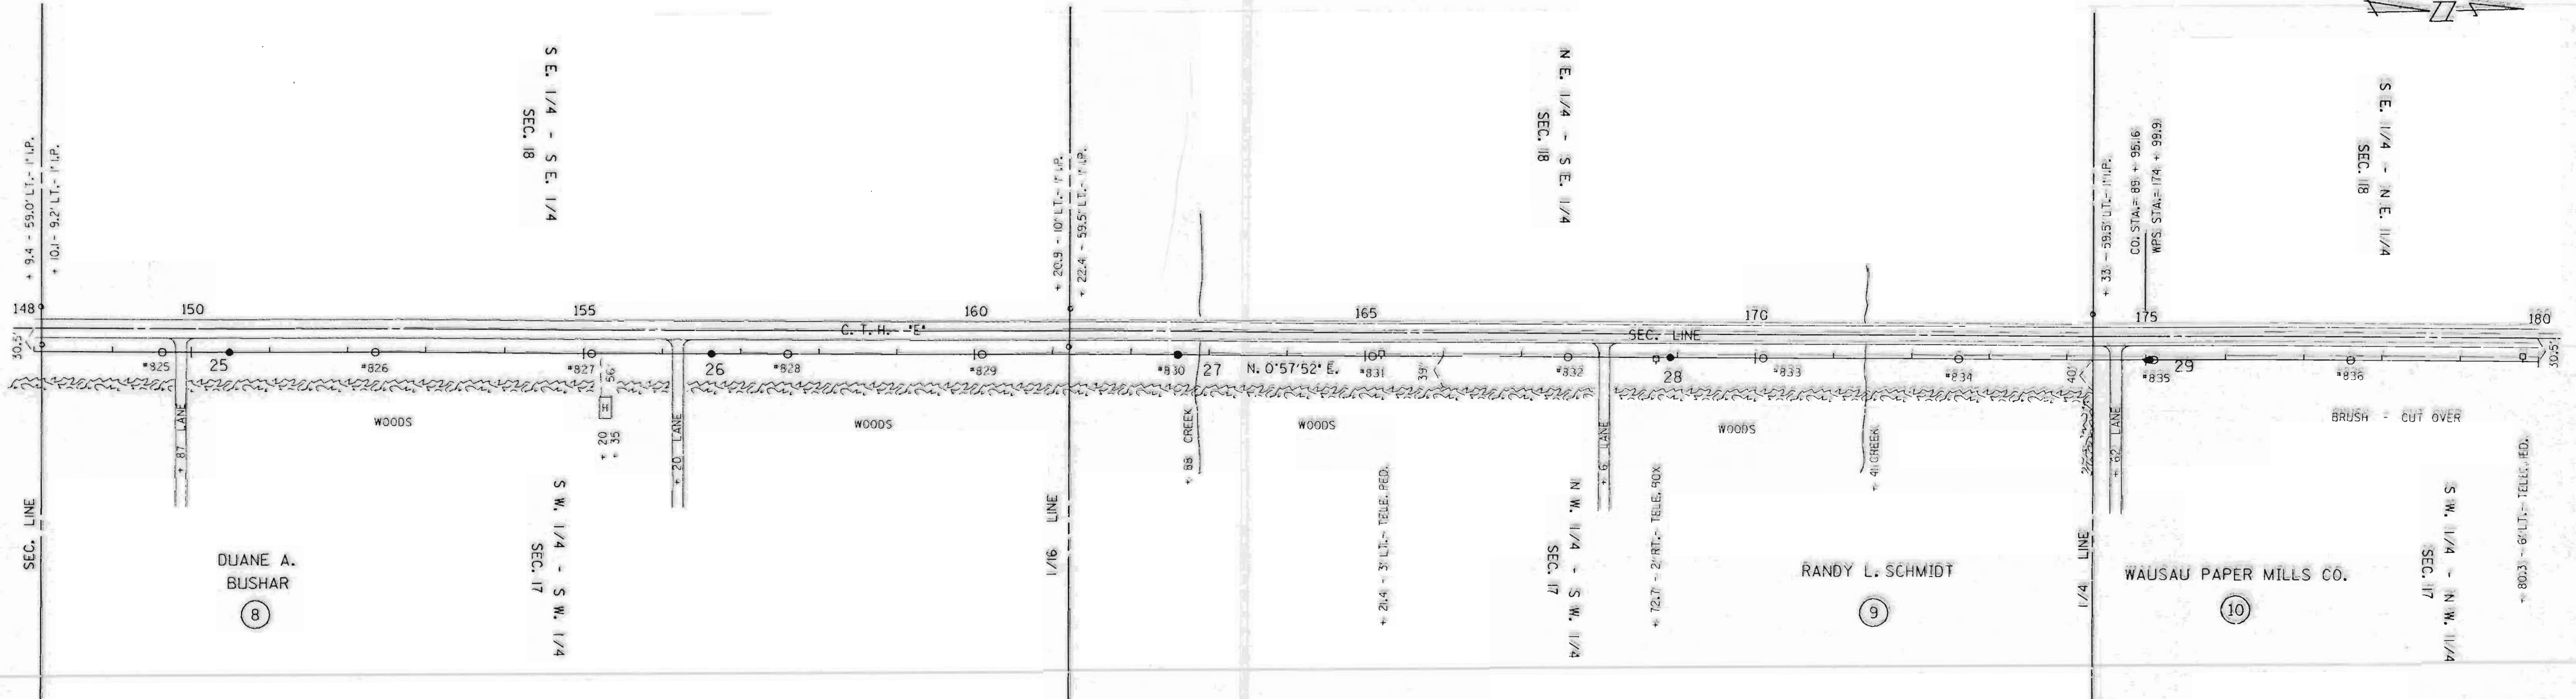 S E. 1/4 - S E. 1/4
SEC. 18
N E. 1/4 - S E. 1/4
SEC. 18
S E. 1/4 - N E. 1/4
SEC. 18
+ 9.4 - 59.0' LT. - 1" I.P.
+ 10.1 - 9.2' LT. - 1" I.P.
+ 20.9 - 10' LT. - 1" I.P.
+ 22.4 - 59.5' LT. - 1" I.P.
+ 33 - 59.5' LT. - 1" I.P.
CO. STA. = 89 + 95.16
WPS STA. = 174 + 99.91
148 150 155 160 165 170 175 180
C. T. H. "E"
SEC. LINE
30.5'
30.5'
#825 25 #826 #827 26 #828 #829 #830 27 N. 0°57'52" E. #831 39' #832 28 #833 #834 40' #835 29 #836
56'
H
+ 20
+ 35
+ 87 LANE
WOODS
+ 20 LANE
WOODS
+ 88 CREEK
WOODS
+ 6 LANE
WOODS
+ 41 CREEK
+ 62 LANE
BRUSH - CUT OVER
+ 21.4 - 3' LT. - TELE. PED.
+ 72.7 - 2' RT. - TELE. BOX
+ 80.3 - 6' LT. - TELE. PED.
SEC. LINE
1/16 LINE
1/4 LINE
S W. 1/4 - S W. 1/4
SEC. 17
N W. 1/4 - S W. 1/4
SEC. 17
S W. 1/4 - N W. 1/4
SEC. 17
DUANE A.
BUSHAR
8
RANDY L. SCHMIDT
9
WAUSAU PAPER MILLS CO.
10